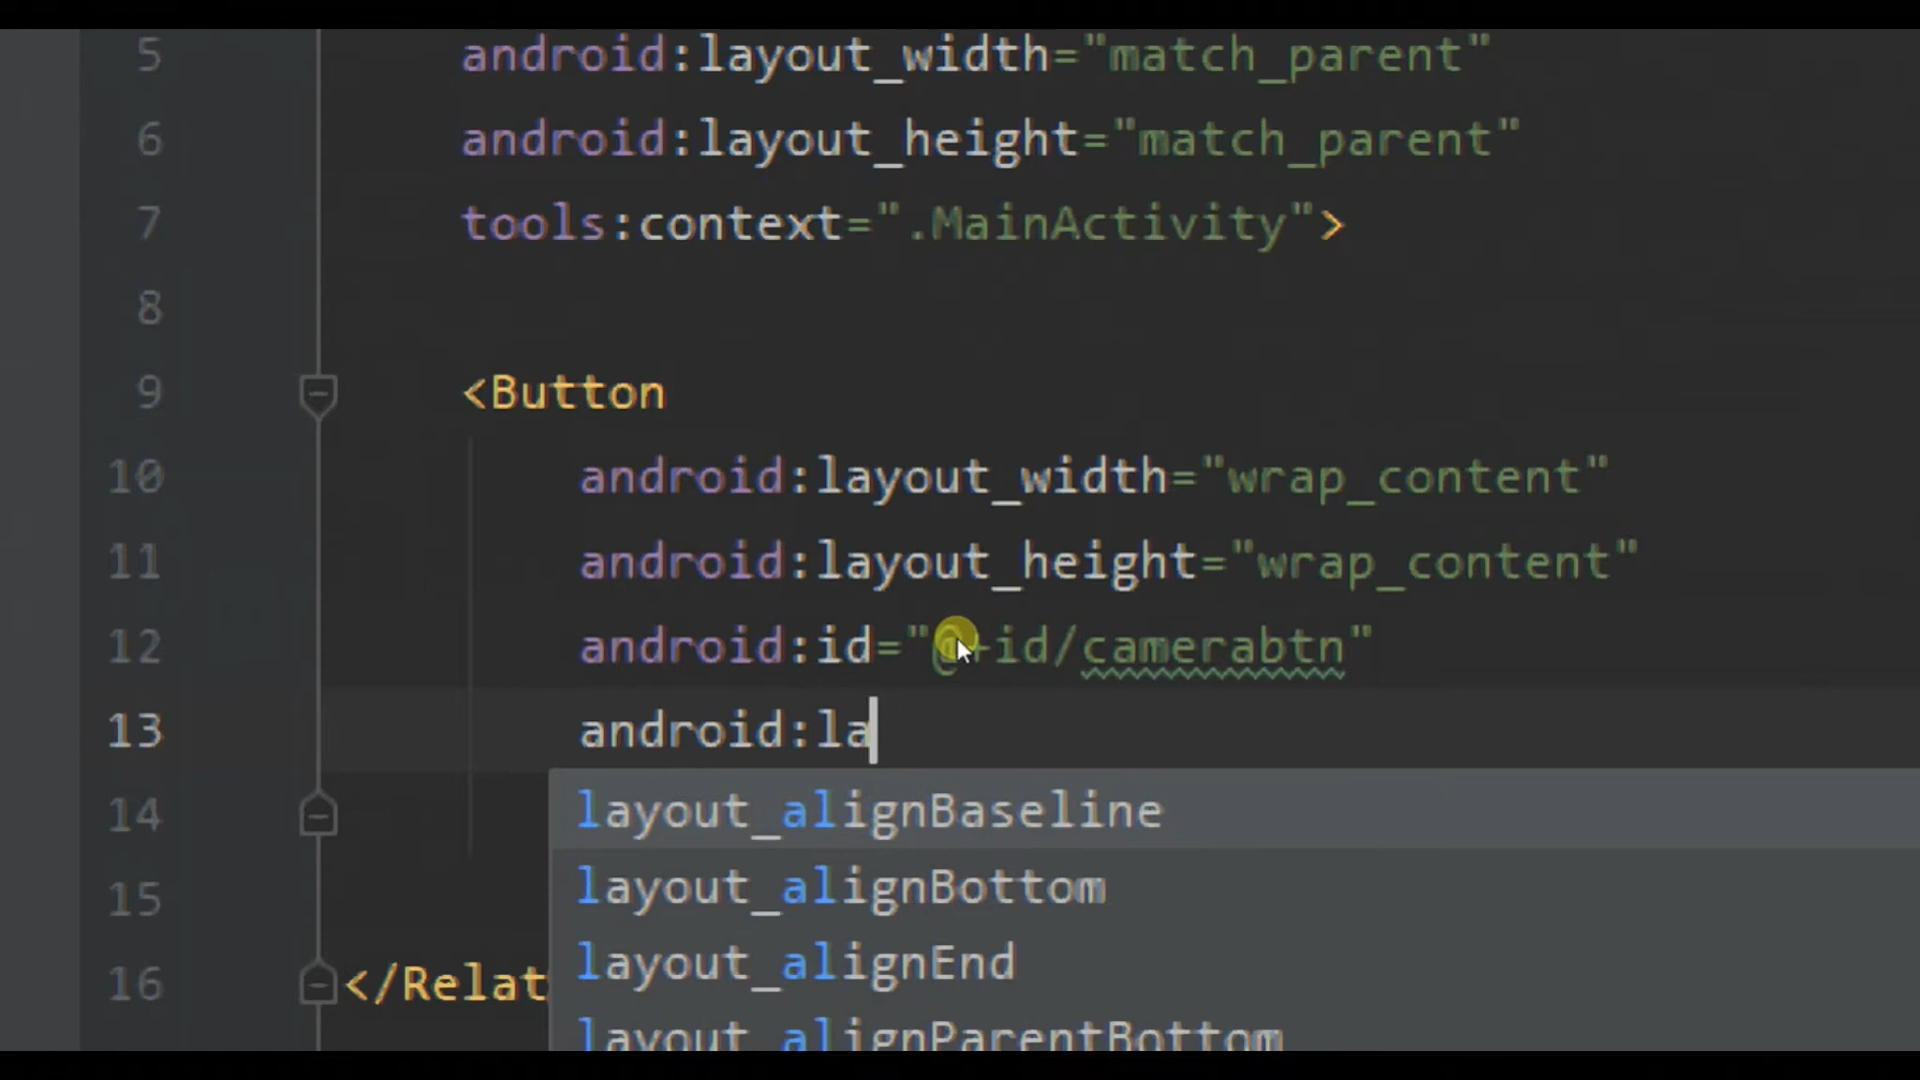 5 android:layout_width="match_parent"
6 android:layout_height="match_parent"
7 tools:context=".MainActivity">
8
9 <Button
10 android:layout_width="wrap_content"
11 android:layout_height="wrap_content"
12 android:id="@+id/camerabtn"
13 android:la
layout_alignBaseline
14
layout_alignBottom
15
layout_alignEnd
16 </Relat
layout_alignParentBottom